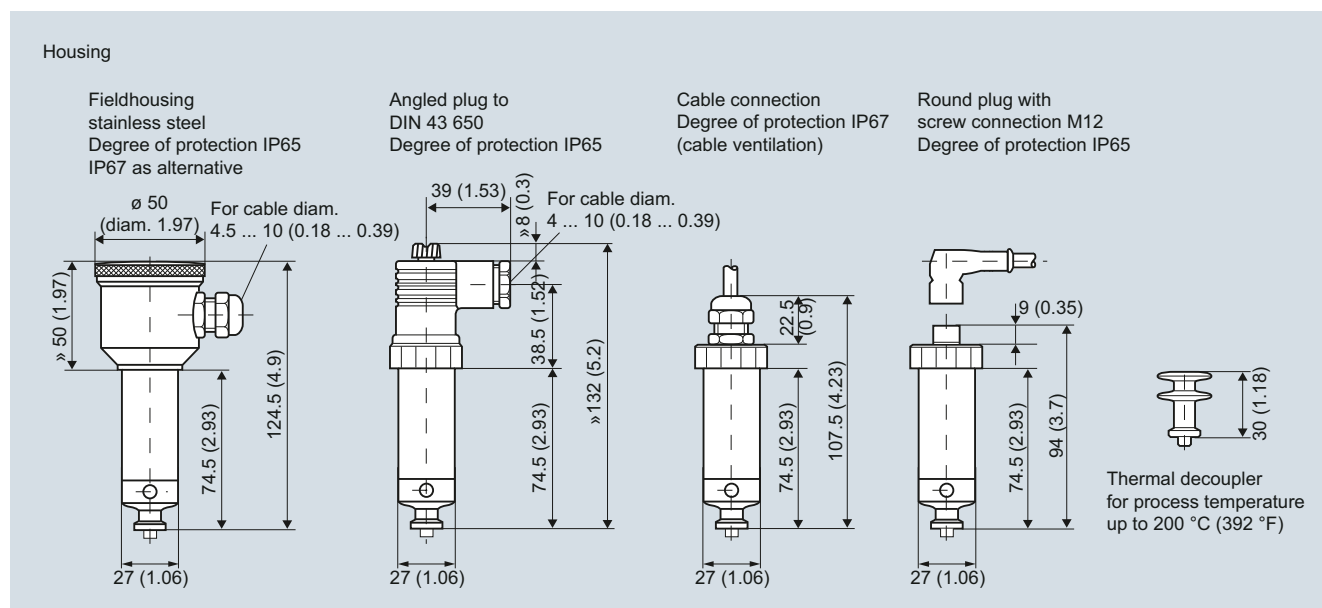 Housing
Fieldhousing
stainless steel
Degree of protection IP65
IP67 as alternative
ø 50
(diam. 1.97)
For cable diam.
4.5 ... 10 (0.18 ... 0.39)
» 50 (1.97)
74.5 (2.93)
124.5 (4.9)
27 (1.06)
Angled plug to
DIN 43 650
Degree of protection IP65
39 (1.53)
» 8 (0.3)
For cable diam.
4 ... 10 (0.18 ... 0.39)
38.5 (1.52)
74.5 (2.93)
»132 (5.2)
27 (1.06)
Cable connection
Degree of protection IP67
(cable ventilation)
22.5
(0.9)
74.5 (2.93)
107.5 (4.23)
27 (1.06)
Round plug with
screw connection M12
Degree of protection IP65
9 (0.35)
74.5 (2.93)
94 (3.7)
27 (1.06)
30 (1.18)
Thermal decoupler
for process temperature
up to 200 °C (392 °F)